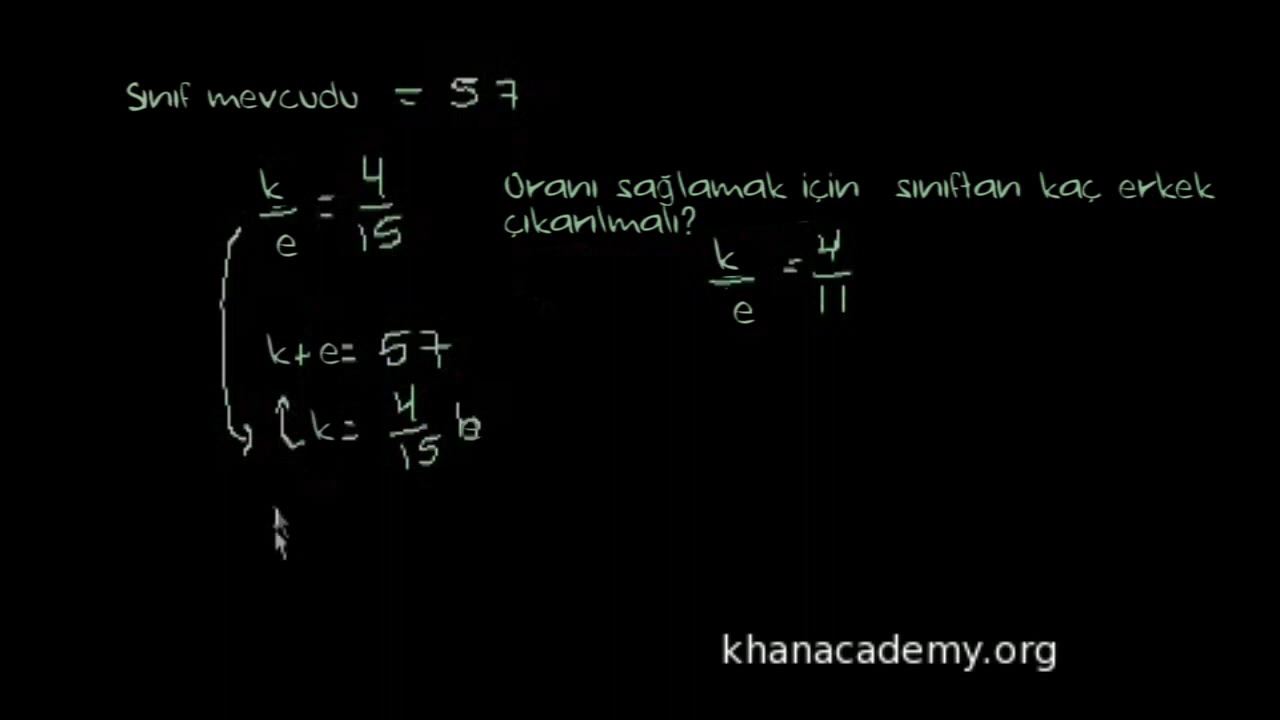 Sınıf mevcudu = 57
k/e = 4/15
Oranı sağlamak için sınıftan kaç erkek
çıkarılmalı?
k/e = 4/11
k+e= 57
k= 4/15 e
khanacademy.org